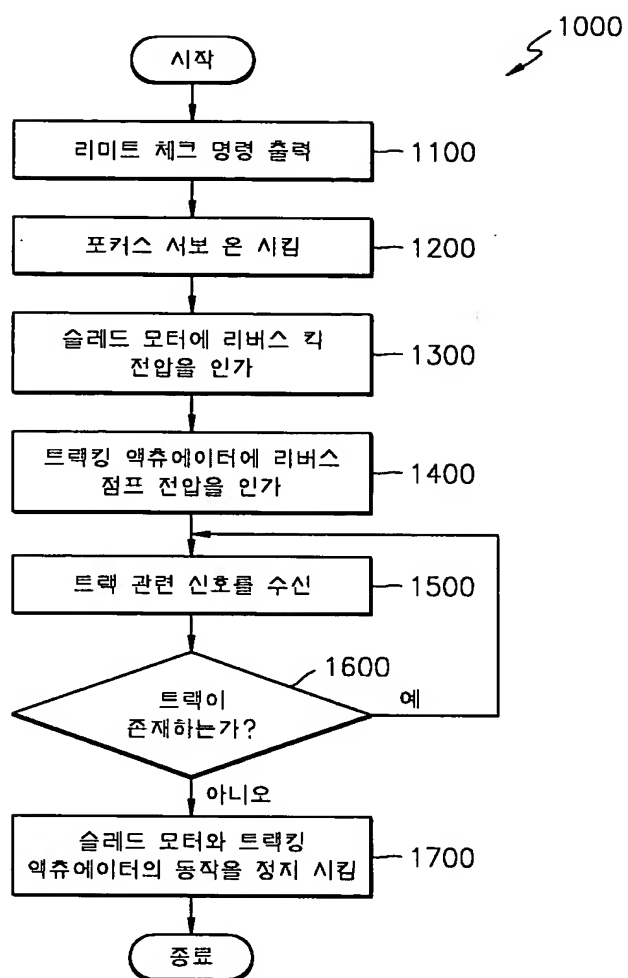 1000
시작
리미트 체크 명령 출력
1100
포커스 서보 온 시킴
1200
슬레드 모터에 리버스 킥
전압을 인가
1300
트랙킹 액츄에이터에 리버스
점프 전압을 인가
1400
트랙 관련 신호를 수신
1500
1600
트랙이
존재하는가?
예
아니오
슬레드 모터와 트랙킹
액츄에이터의 동작을 정지 시킴
1700
종료